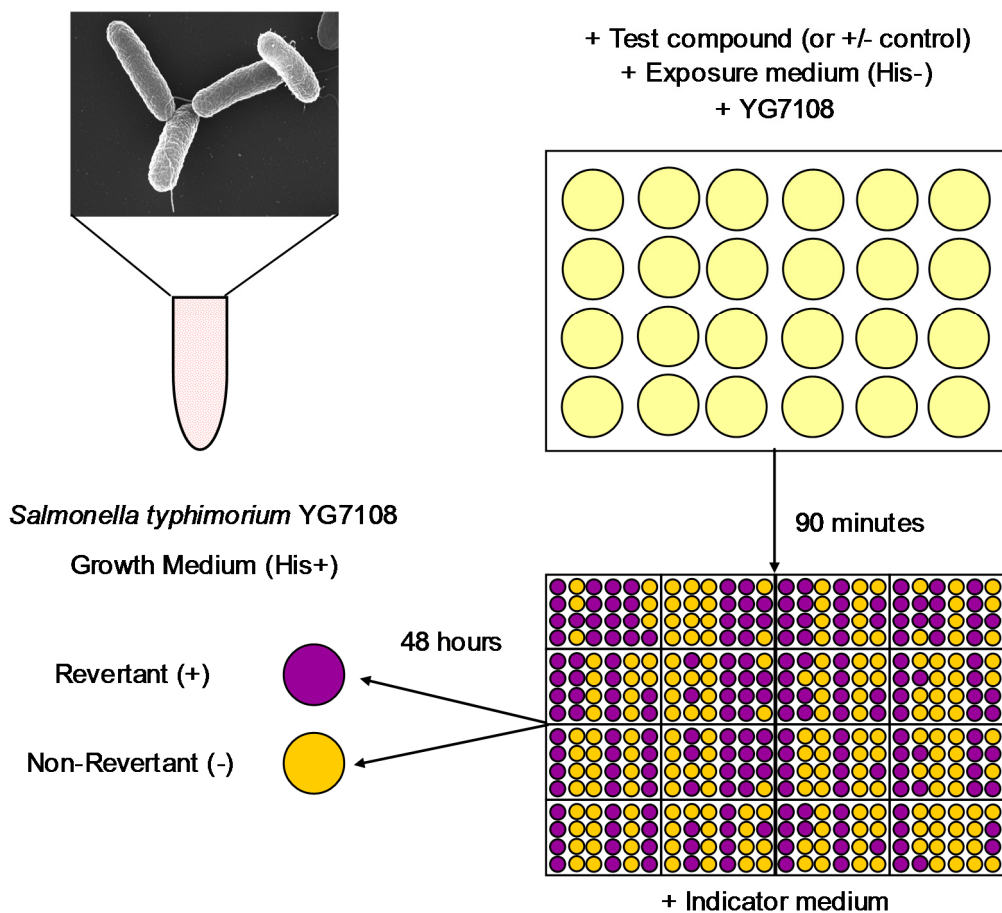 + Test compound (or +/- control)
+ Exposure medium (His-)
+ YG7108
Salmonella typhimorium YG7108
Growth Medium (His+)
90 minutes
48 hours
Revertant (+)
Non-Revertant (-)
+ Indicator medium